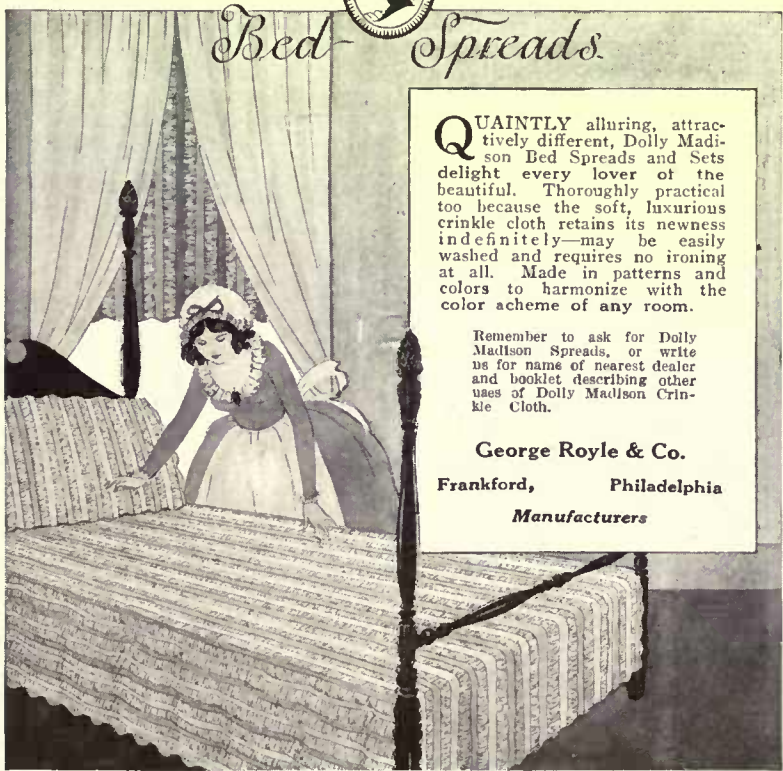 Bed- Spreads
QUAINTLY alluring, attrac-
tively different, Dolly Madi-
son Bed Spreads and Sets
delight every lover of the
beautiful. Thoroughly practical
too because the soft, luxurious
crinkle cloth retains its newness
indefinitely—may be easily
washed and requires no ironing
at all. Made in patterns and
colors to harmonize with the
color acheme of any room.
Remember to ask for Dolly
Madison Spreads, or write
us for name of nearest dealer
and booklet describing other
uaes of Dolly Madison Crin-
kle Cloth.
George Royle & Co.
Frankford, Philadelphia
Manufacturers